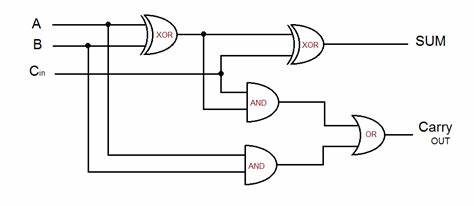 A
B
Cin
XOR
XOR
SUM
AND
AND
OR
Carry
OUT